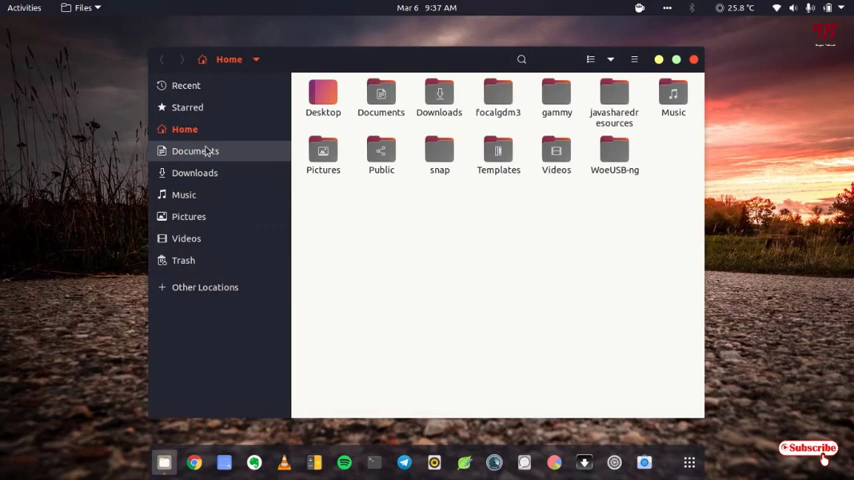 Activities Files Mar 6 9:37 AM 25.8 °C
Home
Recent
Starred
Home
Documents
Downloads
Music
Pictures
Videos
Trash
Other Locations
Desktop Documents Downloads focalgdm3 gammy javasharedr Music
esources
Pictures Public snap Templates Videos WoeUSB-ng
Subscribe